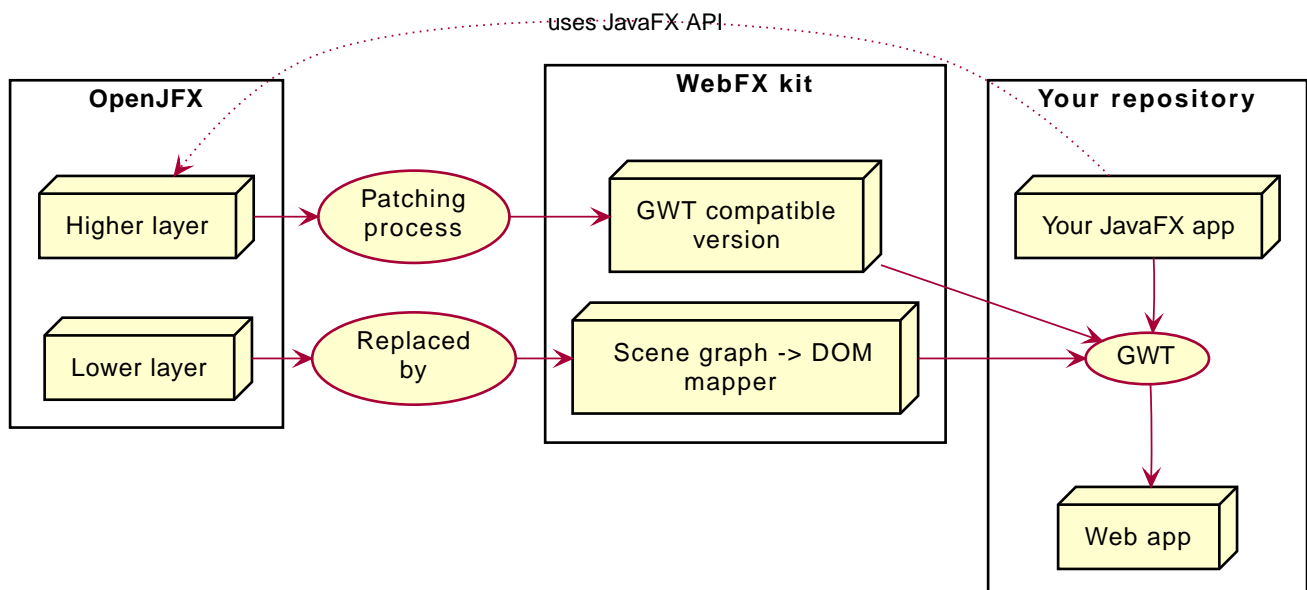 uses JavaFX API
OpenJFX
WebFX kit
Your repository
Higher layer
Patching
process
GWT compatible
version
Your JavaFX app
Lower layer
Replaced
by
Scene graph -> DOM
mapper
GWT
Web app